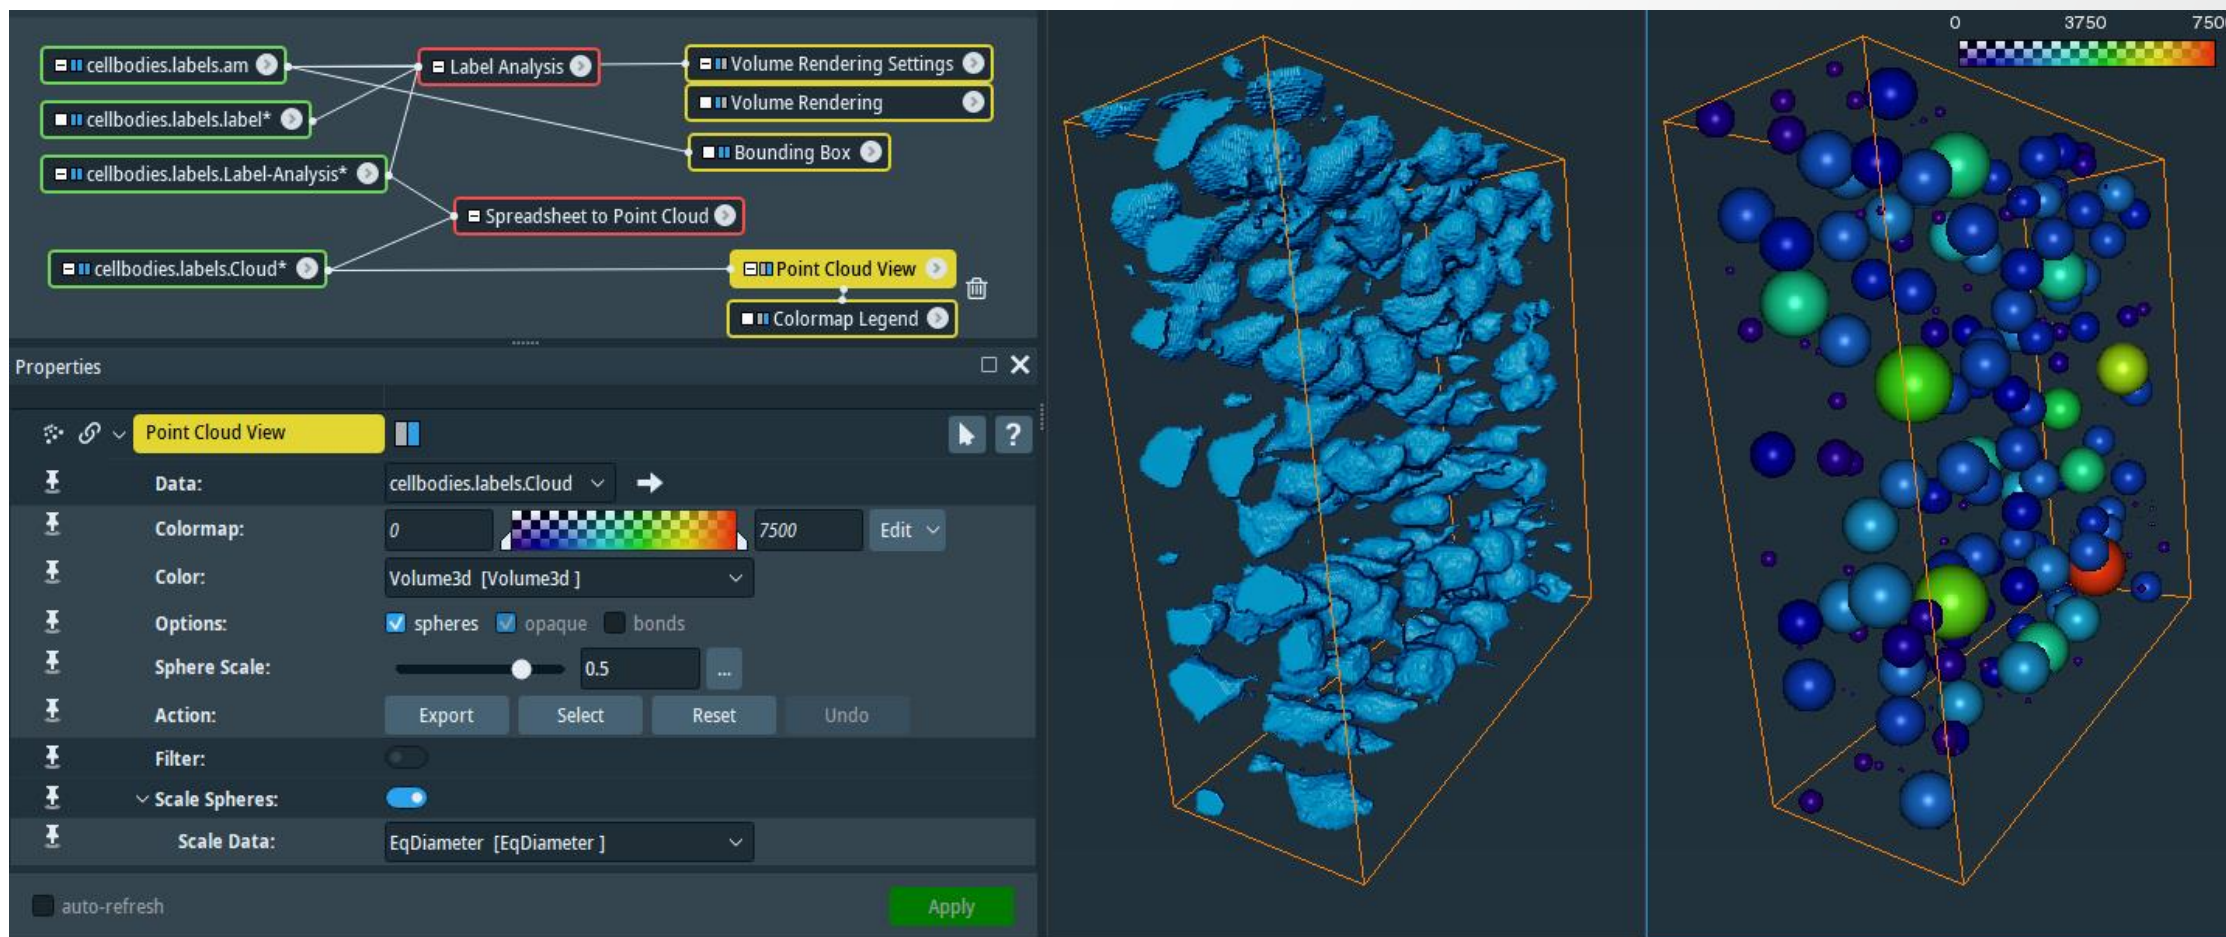 cellbodies.labels.am
Label Analysis
Volume Rendering Settings
Volume Rendering
cellbodies.labels.label*
Bounding Box
cellbodies.labels.Label-Analysis*
Spreadsheet to Point Cloud
cellbodies.labels.Cloud*
Point Cloud View
Colormap Legend
Properties
Point Cloud View
?
Data:
cellbodies.labels.Cloud
Colormap:
0
7500
Edit
Color:
Volume3d [Volume3d ]
Options:
spheres
opaque
bonds
Sphere Scale:
0.5
...
Action:
Export
Select
Reset
Undo
Filter:
Scale Spheres:
Scale Data:
EqDiameter [EqDiameter ]
auto-refresh
Apply
0 3750 750